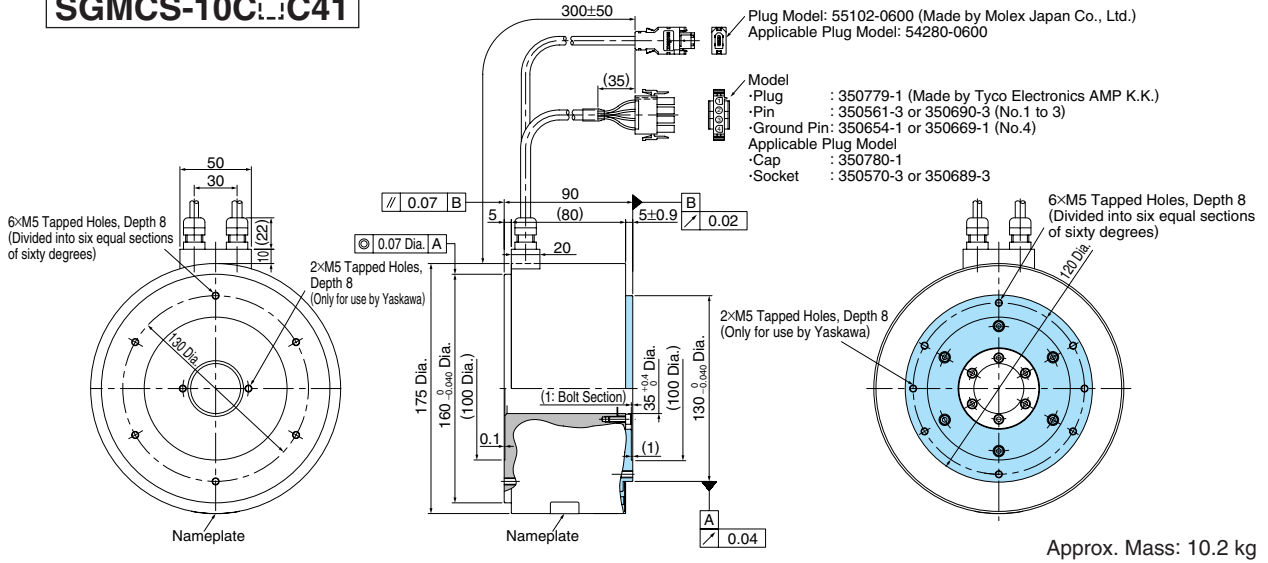 SGMCS-10C□□C41
300±50
Plug Model: 55102-0600 (Made by Molex Japan Co., Ltd.)
Applicable Plug Model: 54280-0600
(35)
Model
·Plug : 350779-1 (Made by Tyco Electronics AMP K.K.)
·Pin : 350561-3 or 350690-3 (No.1 to 3)
·Ground Pin: 350654-1 or 350669-1 (No.4)
Applicable Plug Model
·Cap : 350780-1
·Socket : 350570-3 or 350689-3
50
30
(22)
10
6×M5 Tapped Holes, Depth 8
(Divided into six equal sections
of sixty degrees)
2×M5 Tapped Holes,
Depth 8
(Only for use by Yaskawa)
130 Dia.
Nameplate
// 0.07 B
90
B
↗ 0.02
5
(80)
5±0.9
◎ 0.07 Dia. A
20
175 Dia.
160 0 -0.040 Dia.
(100 Dia.)
(1: Bolt Section)
35 +0.4 0 Dia.
(100 Dia.)
130 0 -0.040 Dia.
0.1
(1)
Nameplate
A
↗ 0.04
6×M5 Tapped Holes, Depth 8
(Divided into six equal sections
of sixty degrees)
120 Dia.
2×M5 Tapped Holes, Depth 8
(Only for use by Yaskawa)
Approx. Mass: 10.2 kg